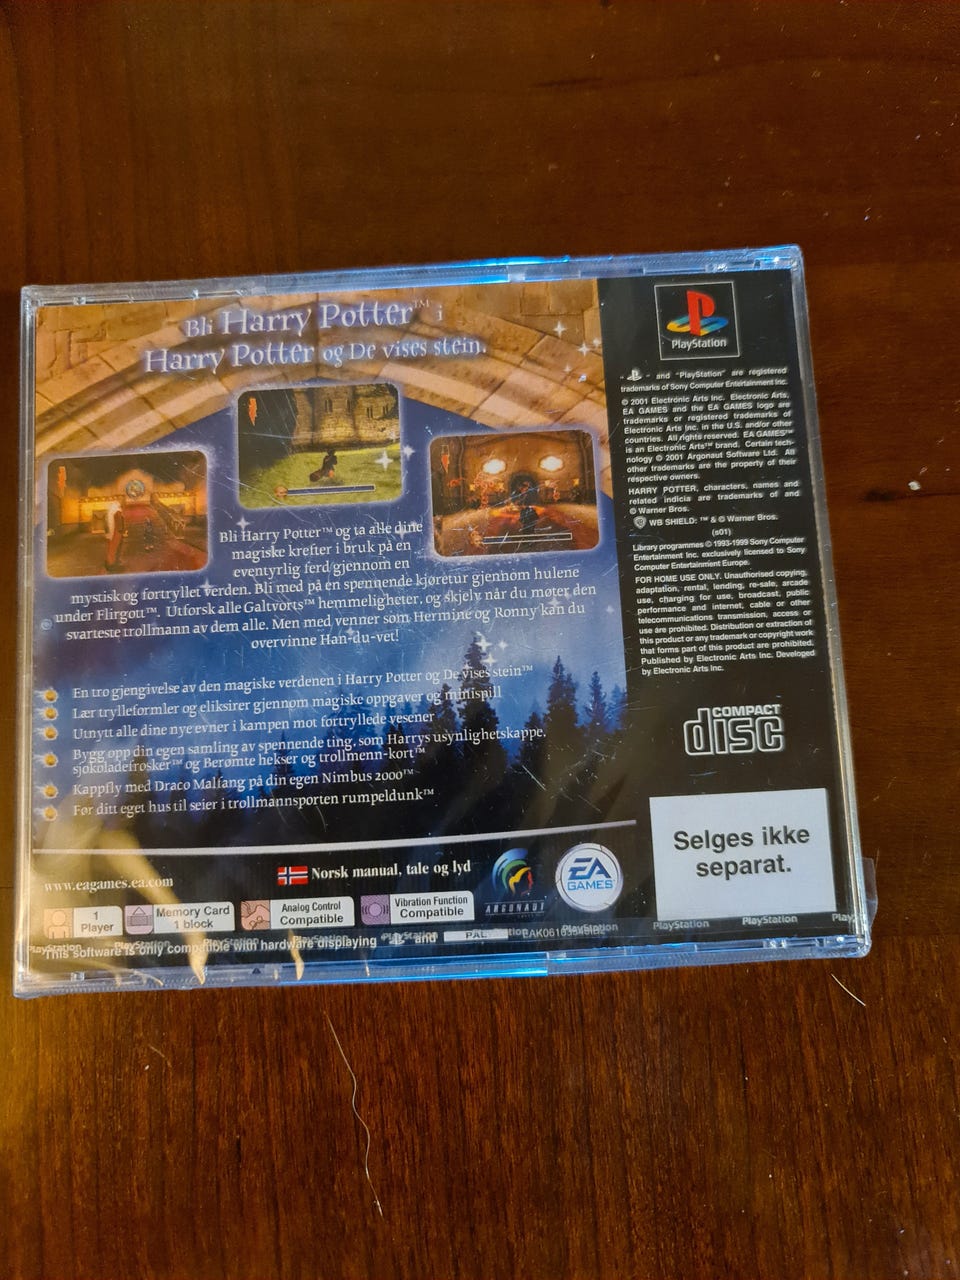 Bli Harry Potter™ i
Harry Potter og De vises stein.
Bli Harry Potter™ og ta alle dine
magiske krefter i bruk på en
eventyrlig ferd gjennom en
mystisk og fortryllet verden. Bli med på en spennende kjøretur gjennom hulene
under Flirgott™. Utforsk alle Galtvorts™ hemmeligheter, og skjelv når du møter den
svarteste trollmann av dem alle. Men med venner som Hermine og Ronny kan du
overvinne Han-du-vet!
En tro gjengivelse av den magiske verdenen i Harry Potter og De vises stein™
Lær trylleformler og eliksirer gjennom magiske oppgaver og minispill
Utnytt alle dine nye evner i kampen mot fortryllede vesener
Bygg opp din egen samling av spennende ting, som Harrys usynlighetskappe,
sjokoladefrosker™ og Berømte hekser og trollmenn-kort™
Kappfly med Draco Malfang på din egen Nimbus 2000™
Før ditt eget hus til seier i trollmannsporten rumpeldunk™
www.eagames.ea.com
Norsk manual, tale og lyd
ARGONAUT
EA
GAMES
1
Player
Memory Card
1 block
Analog Control
Compatible
Vibration Function
Compatible
This software is only compatible with hardware displaying
and
PAL
PlayStation PlayStation PlayStation PlayStation PlayStation PlayStation PlayStation PlayStation
PlayStation
" " and "PlayStation" are registered
trademarks of Sony Computer Entertainment Inc.
© 2001 Electronic Arts Inc. Electronic Arts,
EA GAMES and the EA GAMES logo are
trademarks or registered trademarks of
Electronic Arts Inc. in the U.S. and/or other
countries. All rights reserved. EA GAMES™
is an Electronic Arts™ brand. Certain tech-
nology © 2001 Argonaut Software Ltd. All
other trademarks are the property of their
respective owners.
HARRY POTTER, characters, names and
related indicia are trademarks of and
© Warner Bros.
WB SHIELD: ™ & © Warner Bros.
(s01)
Library programmes © 1993-1999 Sony Computer
Entertainment Inc. exclusively licensed to Sony
Computer Entertainment Europe.
FOR HOME USE ONLY. Unauthorised copying,
adaptation, rental, lending, re-sale, arcade
use, charging for use, broadcast, public
performance and internet, cable or other
telecommunications transmission, access or
use are prohibited. Distribution or extraction of
this product or any trademark or copyright work
that forms part of this product are prohibited.
Published by Electronic Arts Inc. Developed
by Electronic Arts Inc.
COMPACT
disc
Selges ikke
separat.